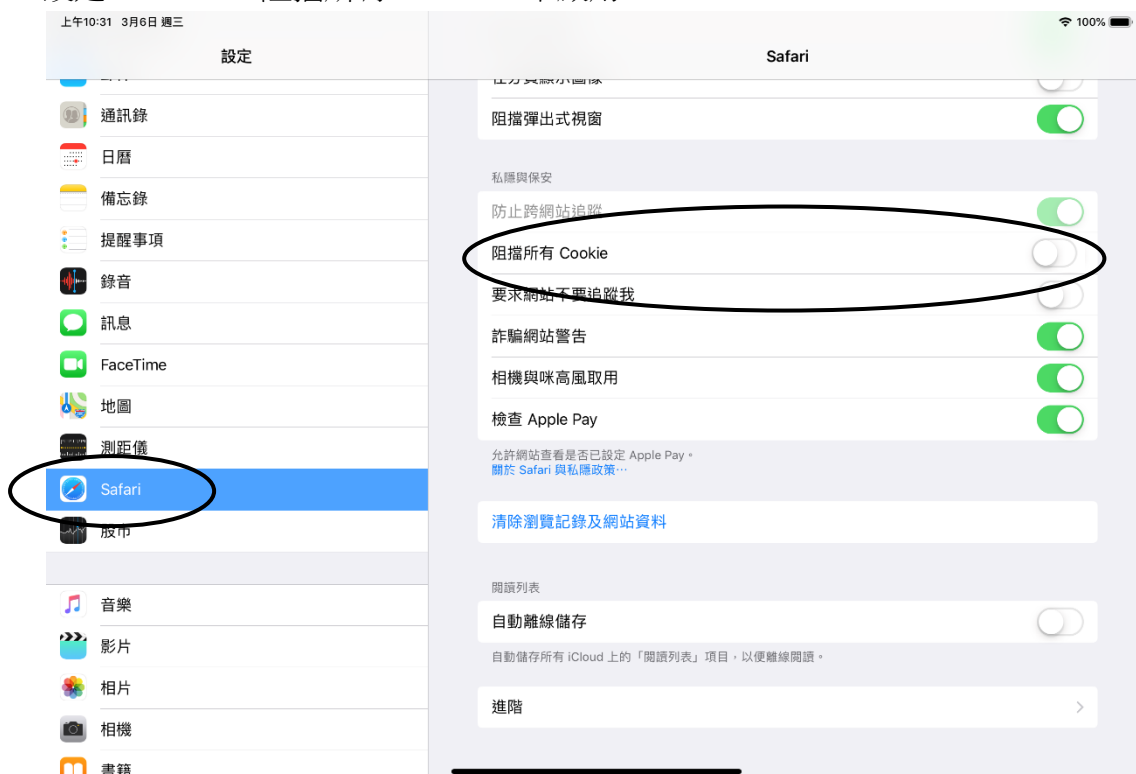 上午10:31 3月6日 週三
100%
設定
通訊錄
日曆
備忘錄
提醒事項
錄音
訊息
FaceTime
地圖
測距儀
Safari
股市
音樂
影片
相片
相機
書籍
Safari
阻擋彈出式視窗
私隱與保安
防止跨網站追蹤
阻擋所有 Cookie
要求網站不要追蹤我
詐騙網站警告
相機與咪高風取用
檢查 Apple Pay
允許網站查看是否已設定 Apple Pay。
關於 Safari 與私隱政策⋯
清除瀏覽記錄及網站資料
閱讀列表
自動離線儲存
自動儲存所有 iCloud 上的「閱讀列表」項目，以便離線閱讀。
進階